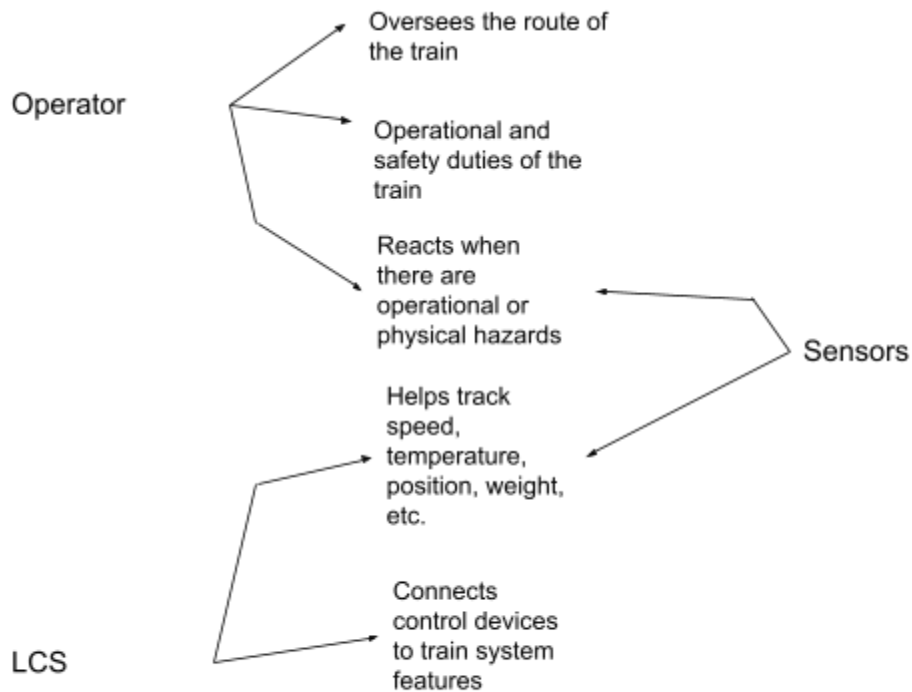 Oversees the route of
the train
Operator
Operational and
safety duties of the
train
Reacts when
there are
operational or
physical hazards
Sensors
Helps track
speed,
temperature,
position, weight,
etc.
Connects
control devices
to train system
features
LCS